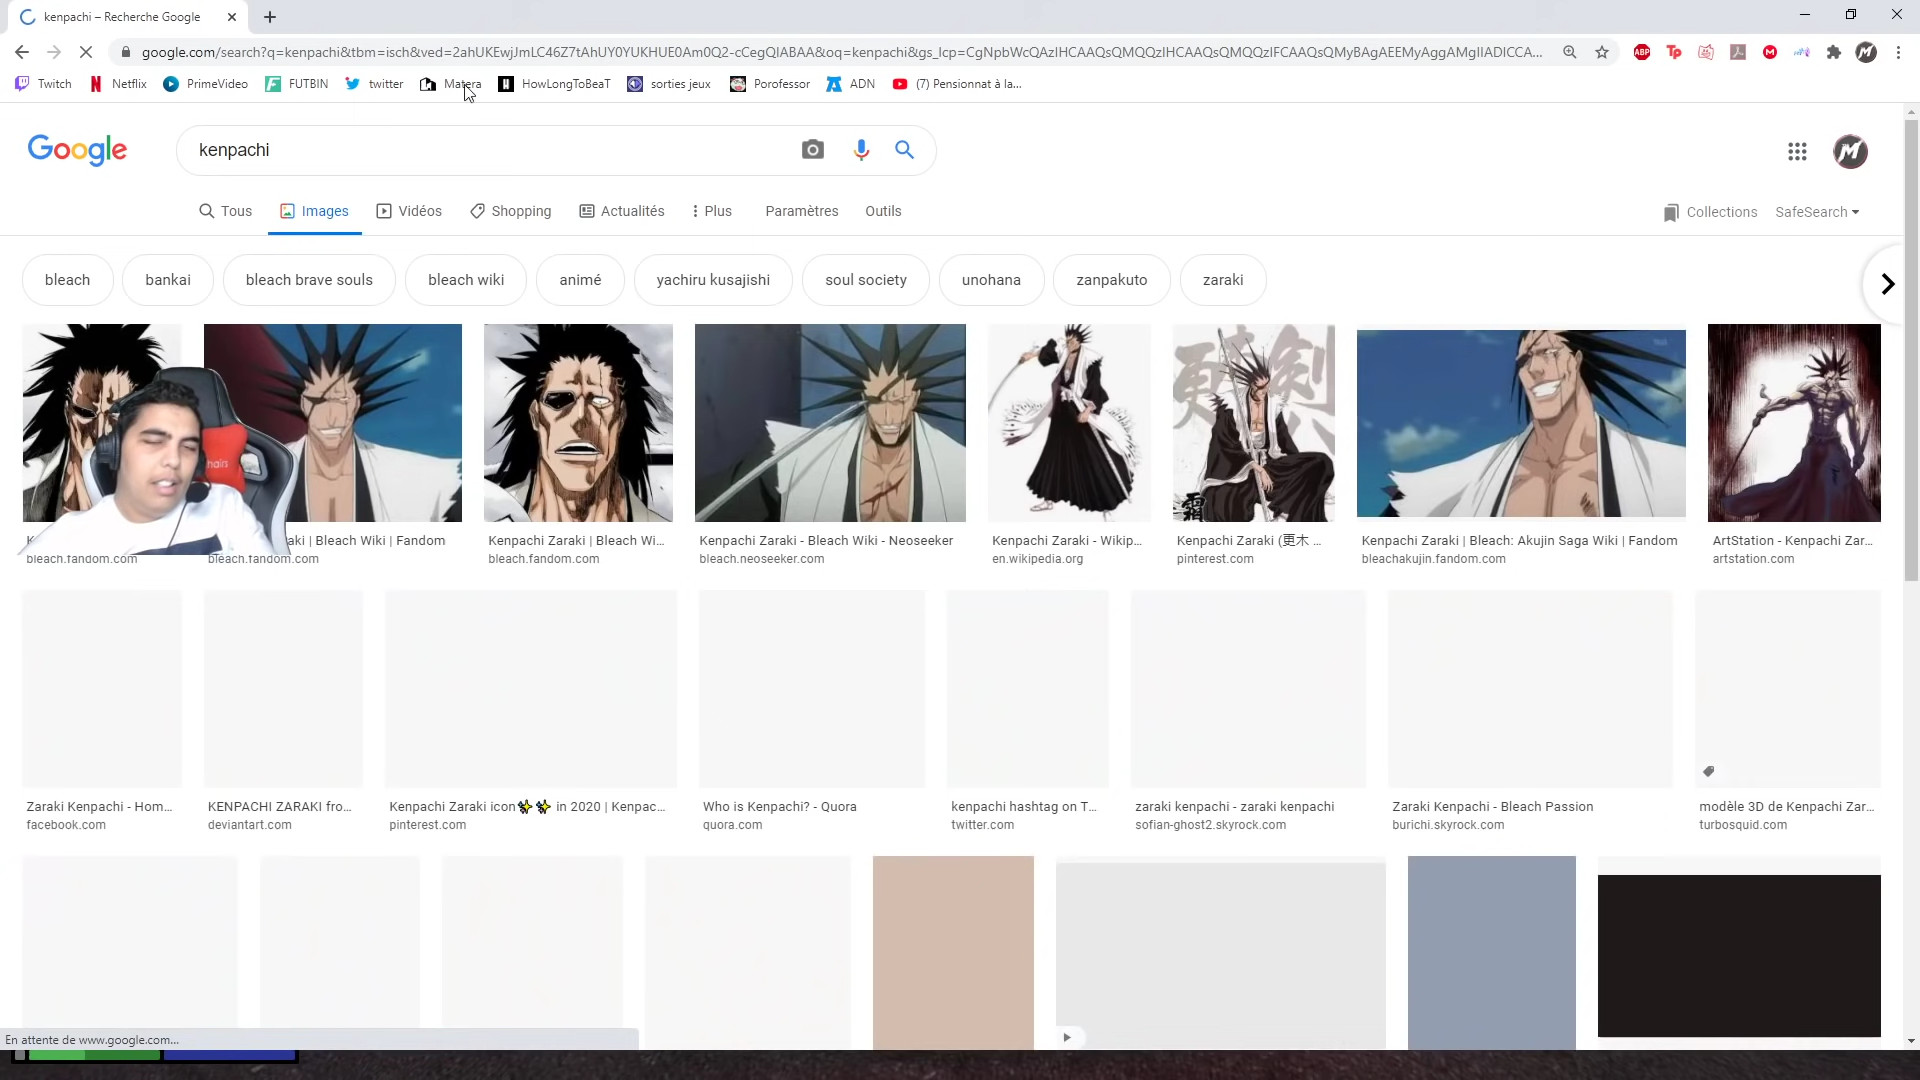 kenpachi – Recherche Google
google.com/search?q=kenpachi&tbm=isch&ved=2ahUKEwjJmLC46Z7tAhUY0YUKHUE0Am0Q2-cCegQIABAA&oq=kenpachi&gs_lcp=CgNpbWcQAzIHCAAQsQMQQzIHCAAQsQMQQzIFCAAQsQMyBAgAEEMyAggAMgIIADICCA...
Twitch Netflix PrimeVideo FUTBIN twitter Matera HowLongToBeaT sorties jeux Porofessor ADN (7) Pensionnat à la...
Google kenpachi
Tous Images Vidéos Shopping Actualités Plus Paramètres Outils Collections SafeSearch
bleach bankai bleach brave souls bleach wiki animé yachiru kusajishi soul society unohana zanpakuto zaraki
aki | Bleach Wiki | Fandom Kenpachi Zaraki | Bleach Wi... Kenpachi Zaraki - Bleach Wiki - Neoseeker Kenpachi Zaraki - Wikip... Kenpachi Zaraki (更木 ... Kenpachi Zaraki | Bleach: Akujin Saga Wiki | Fandom ArtStation - Kenpachi Zar...
bleach.fandom.com bleach.fandom.com bleach.fandom.com bleach.neoseeker.com en.wikipedia.org pinterest.com bleachakujin.fandom.com artstation.com
Zaraki Kenpachi - Hom... KENPACHI ZARAKI fro... Kenpachi Zaraki icon✨✨ in 2020 | Kenpac... Who is Kenpachi? - Quora kenpachi hashtag on T... zaraki kenpachi - zaraki kenpachi Zaraki Kenpachi - Bleach Passion modèle 3D de Kenpachi Zar...
facebook.com deviantart.com pinterest.com quora.com twitter.com sofian-ghost2.skyrock.com burichi.skyrock.com turbosquid.com
En attente de www.google.com...